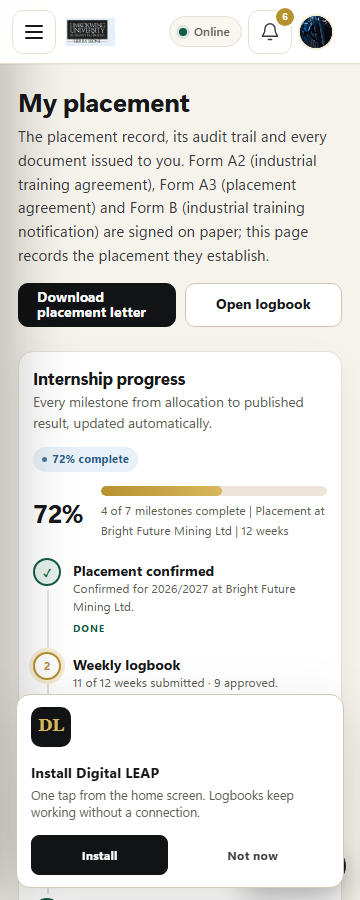 LIMKOKWING
UNIVERSITY
SIERRA LEONE
Online
6
My placement
The placement record, its audit trail and every
document issued to you. Form A2 (industrial
training agreement), Form A3 (placement
agreement) and Form B (industrial training
notification) are signed on paper; this page
records the placement they establish.
Download
placement letter
Open logbook
Internship progress
Every milestone from allocation to published
result, updated automatically.
72% complete
72%
4 of 7 milestones complete | Placement at
Bright Future Mining Ltd | 12 weeks
Placement confirmed
Confirmed for 2026/2027 at Bright Future
Mining Ltd.
DONE
2
Weekly logbook
11 of 12 weeks submitted · 9 approved.
DL
Install Digital LEAP
One tap from the home screen. Logbooks keep
working without a connection.
Install
Not now